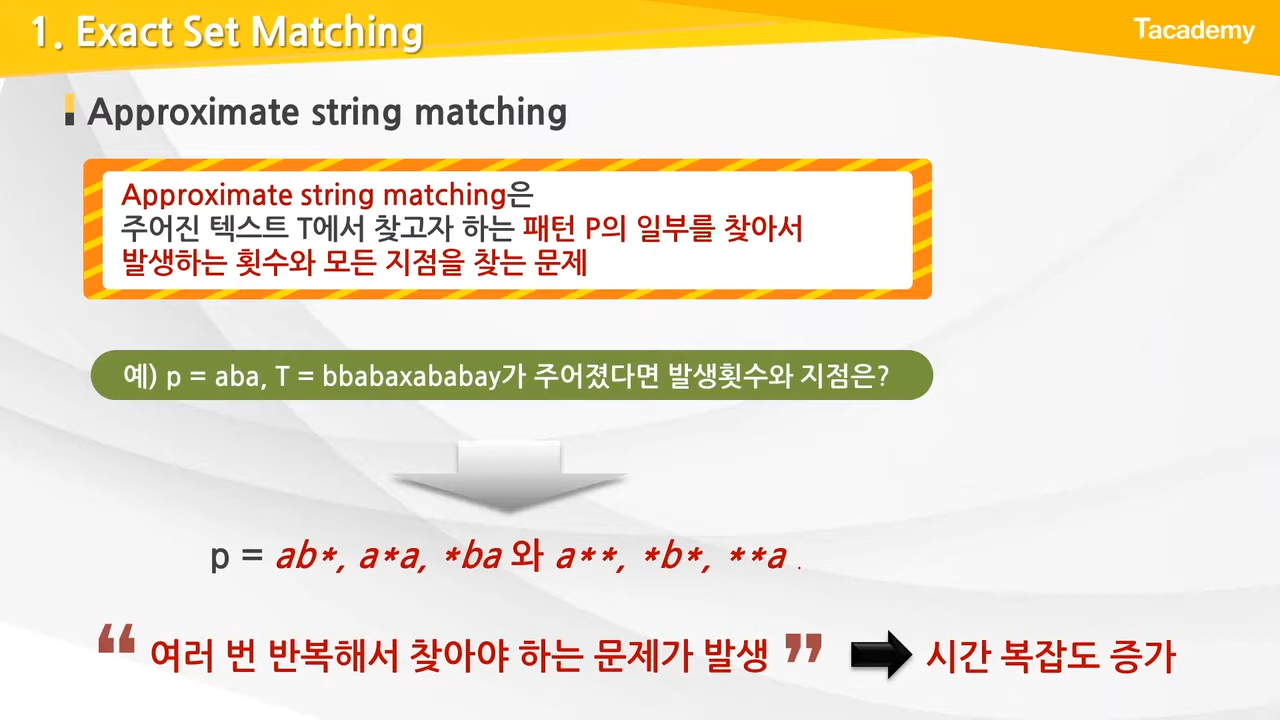 1. Exact Set Matching
Tacademy
Approximate string matching
Approximate string matching은
주어진 텍스트 T에서 찾고자 하는 패턴 P의 일부를 찾아서
발생하는 횟수와 모든 지점을 찾는 문제
예) p = aba, T = bbabaxababay가 주어졌다면 발생횟수와 지점은?
p = ab*, a*a, *ba 와 a**, *b*, **a .
“ 여러 번 반복해서 찾아야 하는 문제가 발생 ” 시간 복잡도 증가